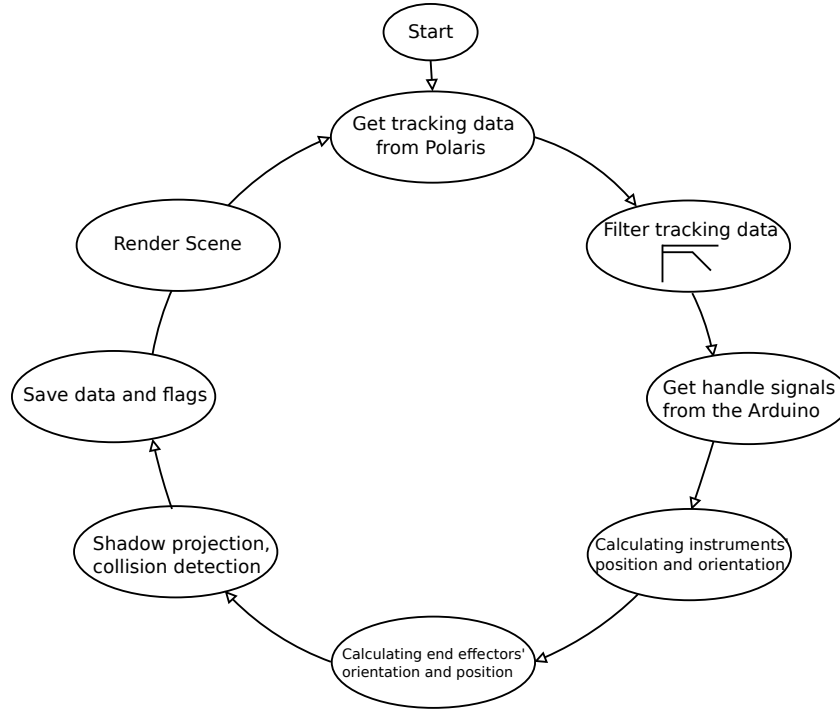 Start
Get tracking data
from Polaris
Filter tracking data
Get handle signals
from the Arduino
Calculating instruments'
position and orientation
Calculating end effectors'
orientation and position
Shadow projection,
collision detection
Save data and flags
Render Scene